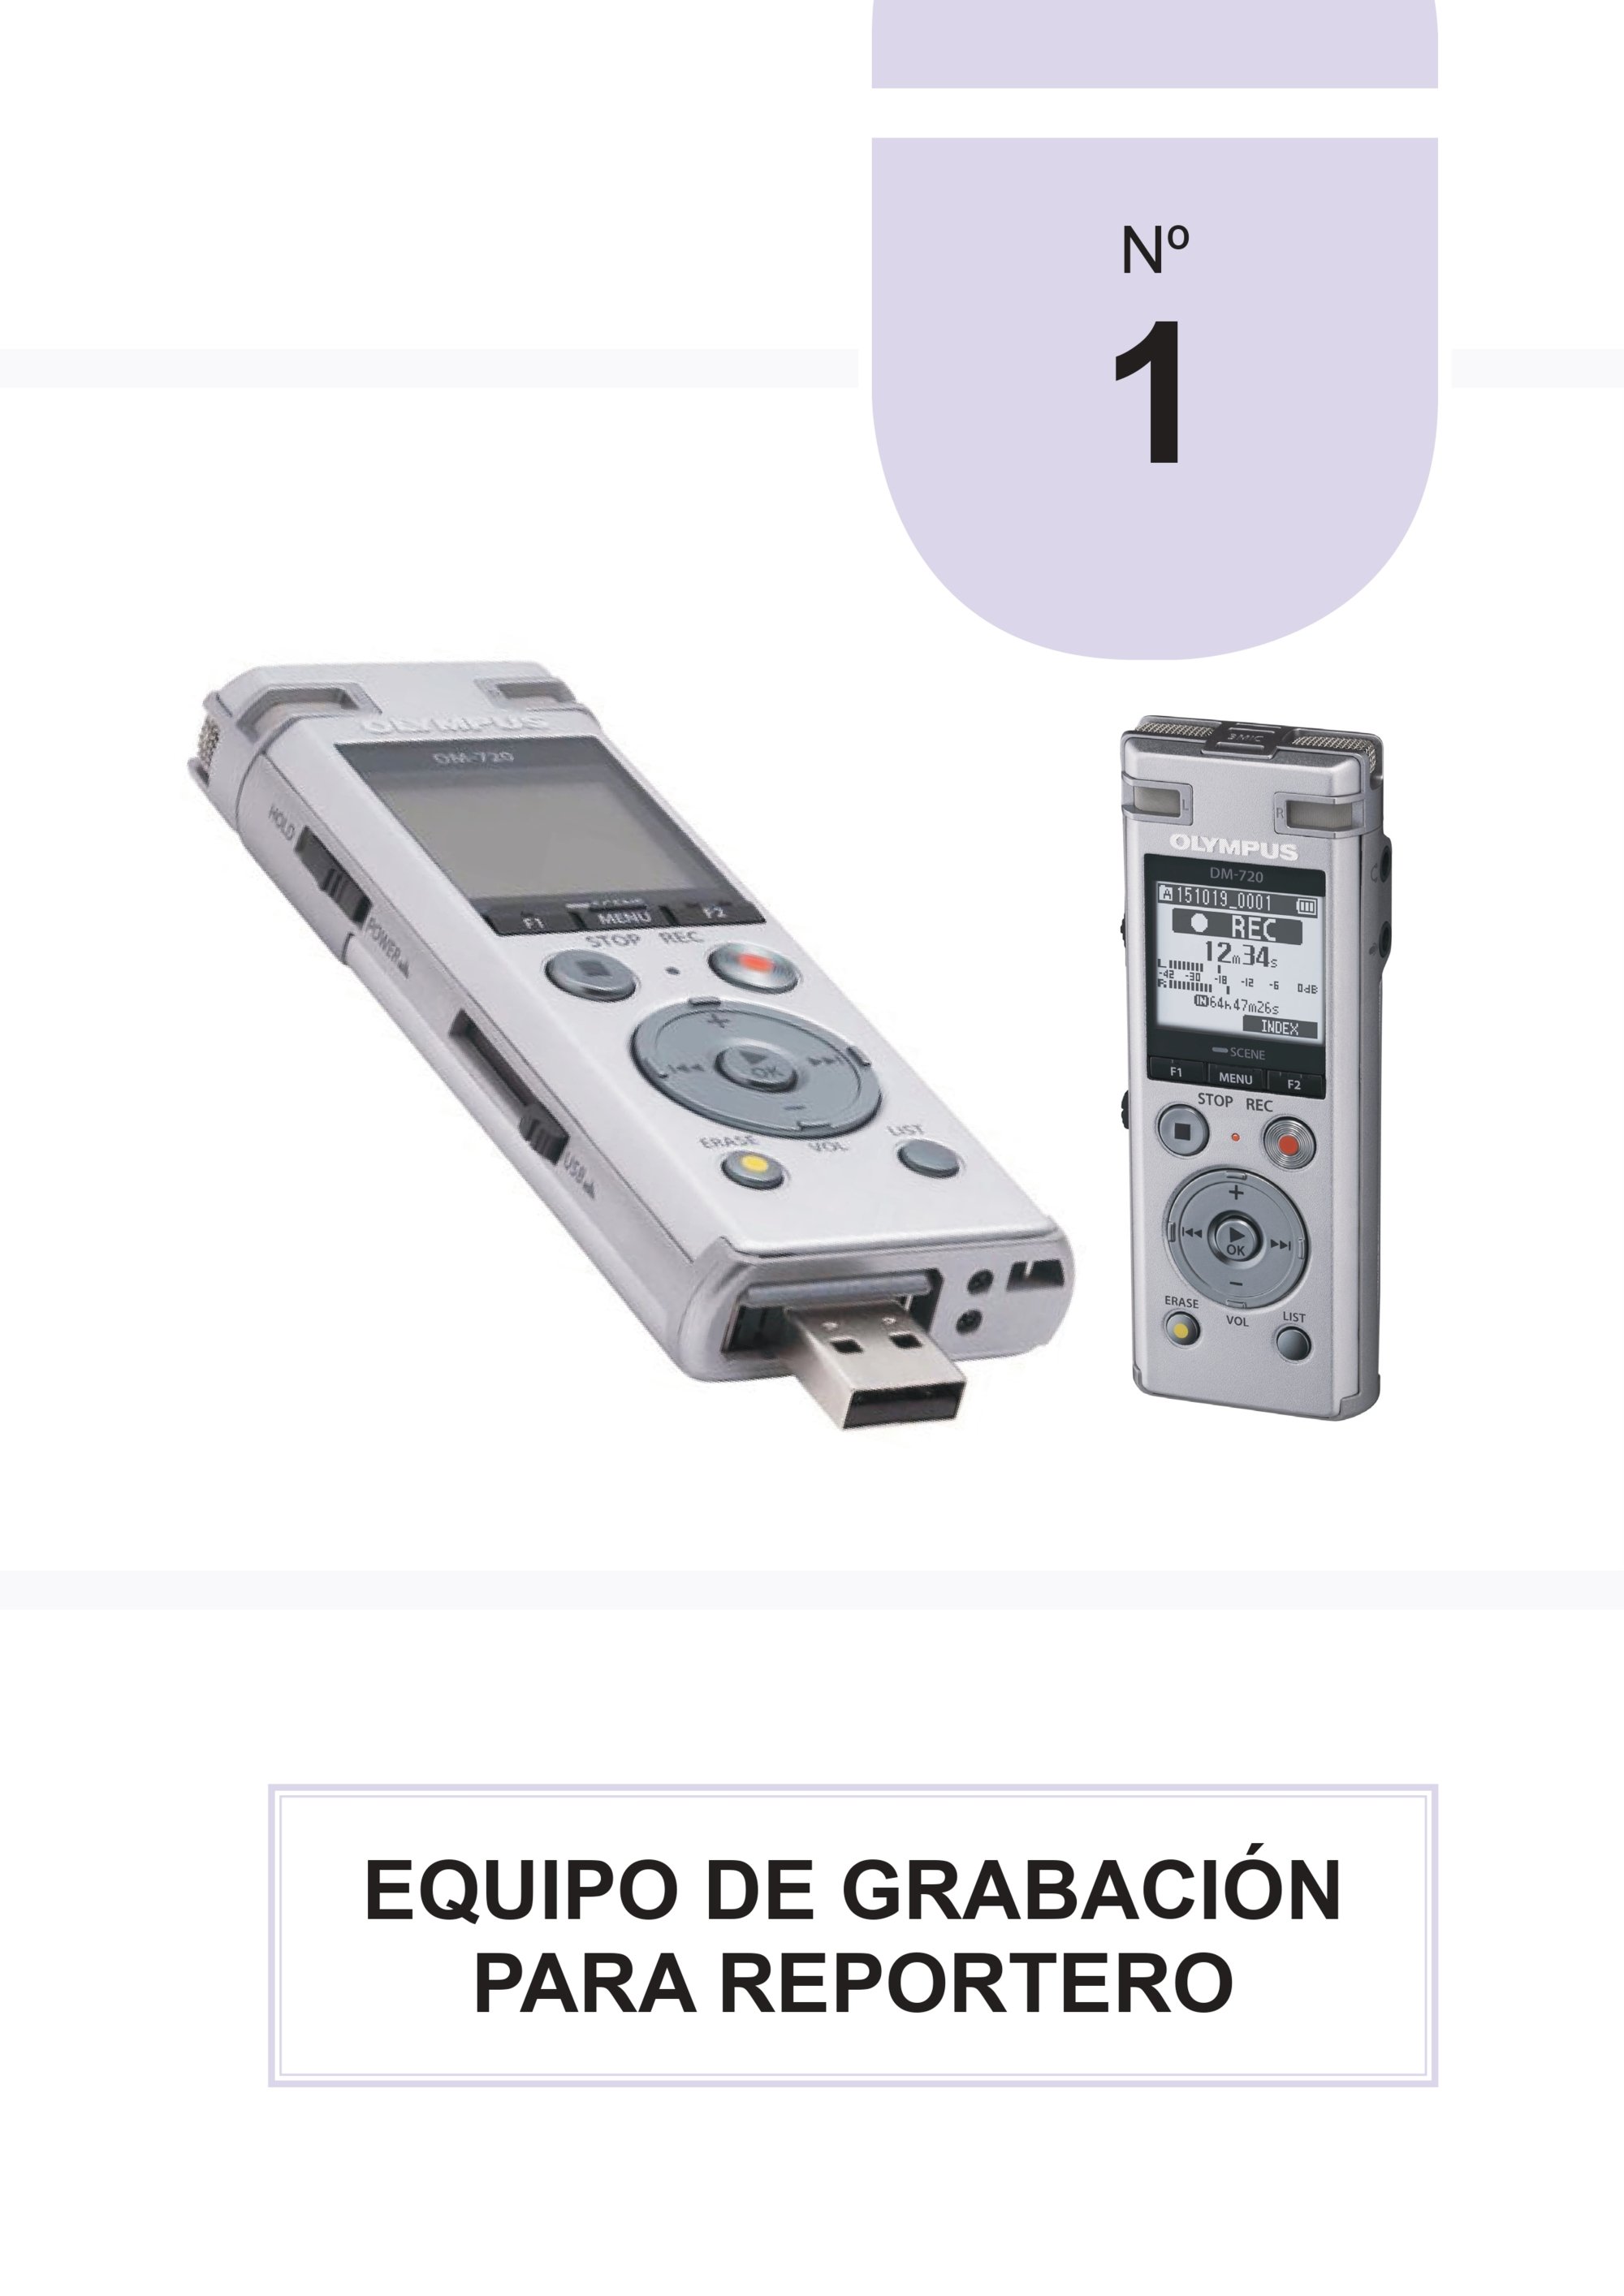 Nº
1
OLYMPUS
DM-720
HOLD
POWER
SCENE
F1 MENU F2
STOP REC
+
OK
−
ERASE VOL LIST
USB
L R
OLYMPUS
DM-720
A 151019_0001
REC
12m34s
L
-42 -30 -18 -12 -6 0dB
R
IN 64h47m26s
INDEX
SCENE
F1 MENU F2
STOP REC
+
OK
−
ERASE VOL LIST
EQUIPO DE GRABACIÓN
PARA REPORTERO